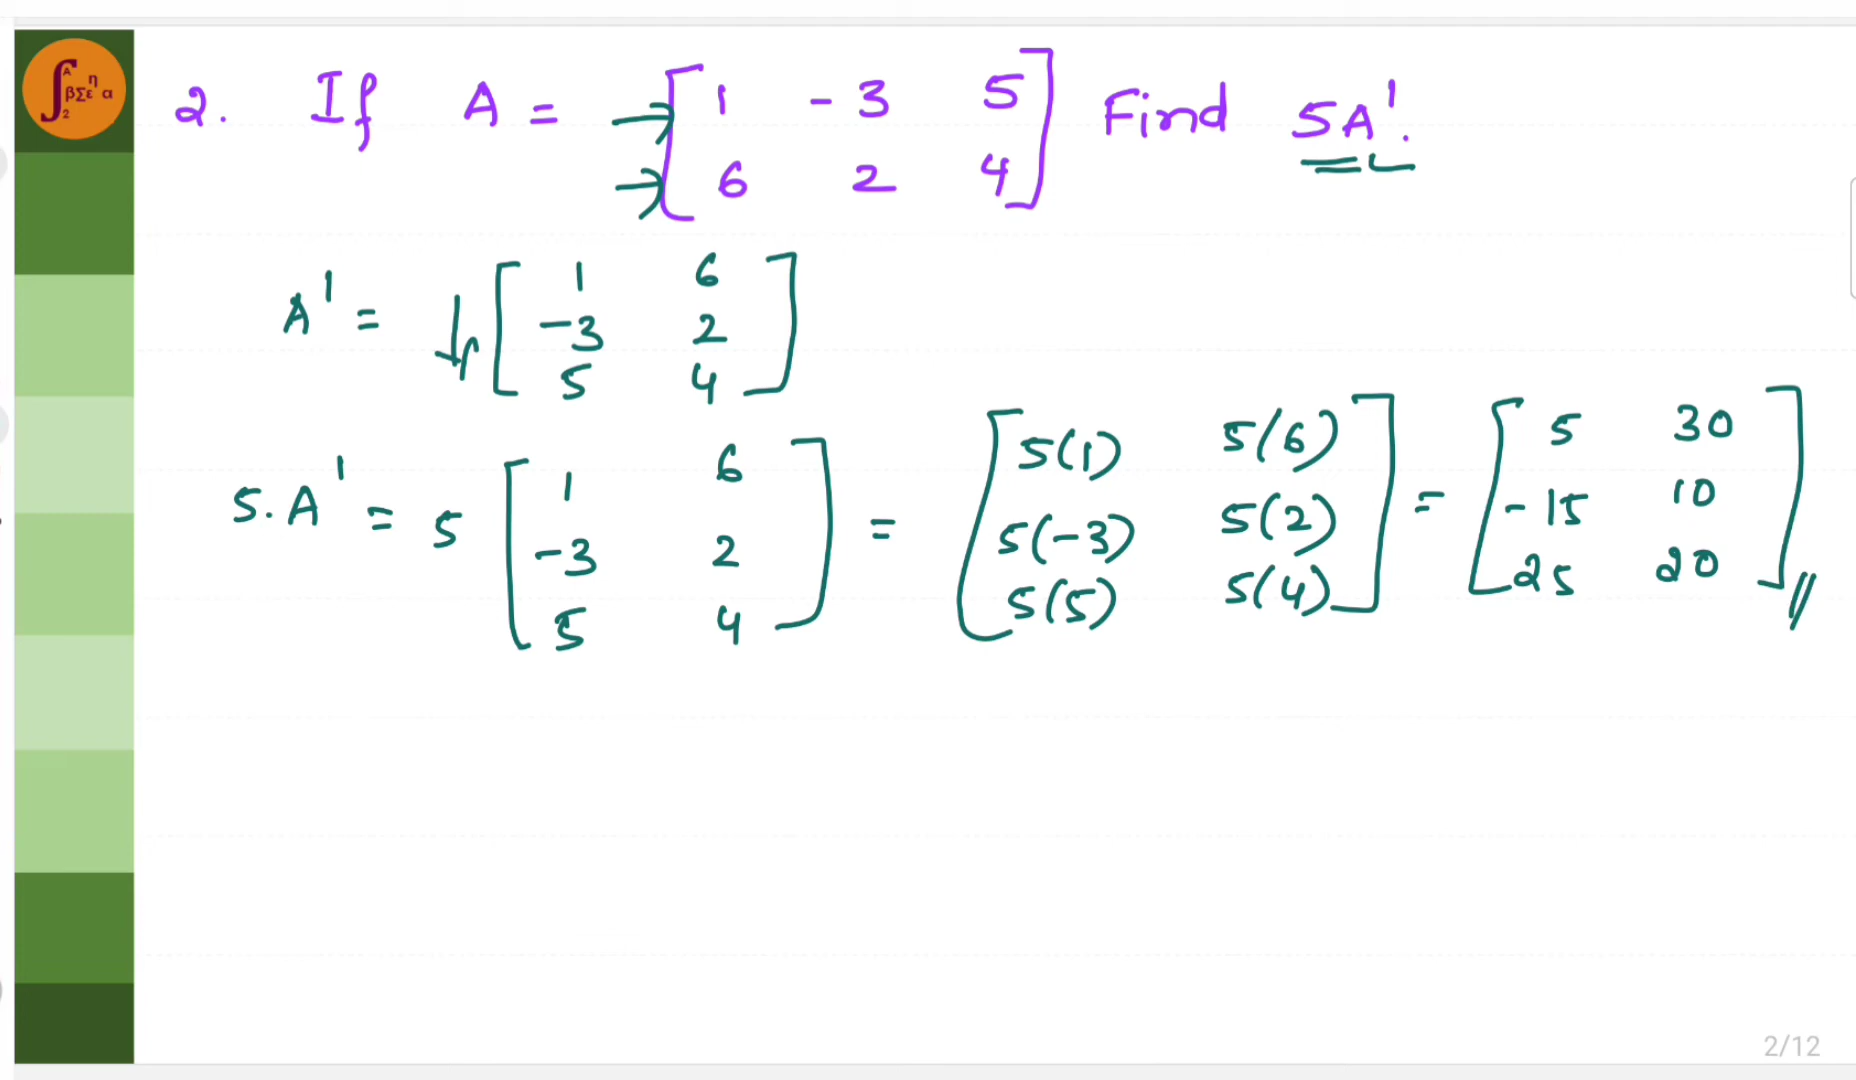 2. If A = → → [1 -3 5; 6 2 4] Find 5A'.
A' = [1 6; -3 2; 5 4]
5.A' = 5 [1 6; -3 2; 5 4] = [5(1) 5(6); 5(-3) 5(2); 5(5) 5(4)] = [5 30; -15 10; 25 20] //
2/12